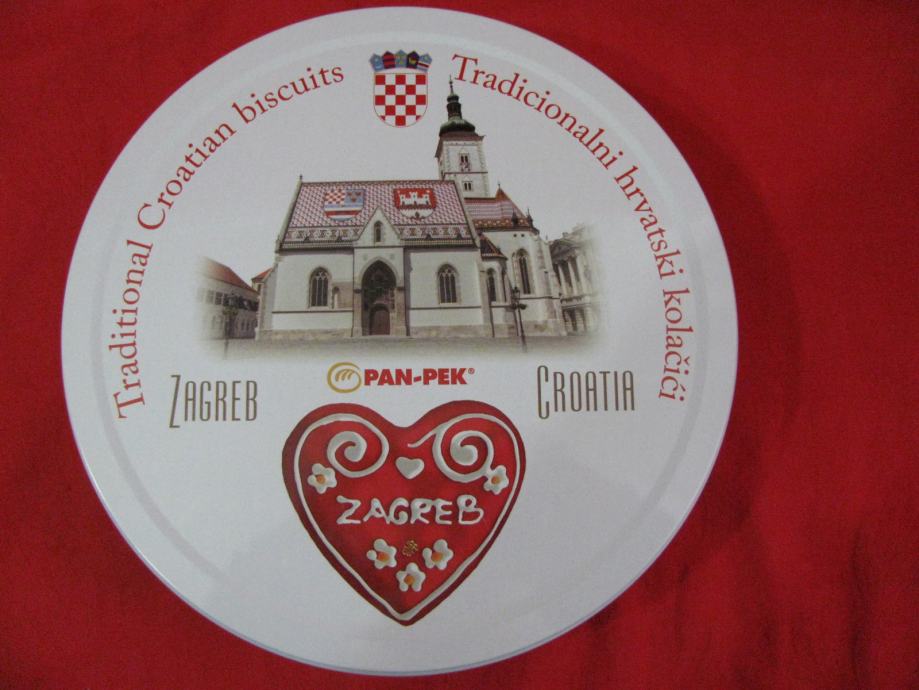 Traditional Croatian biscuits
Tradicionalni hrvatski kolačići
ZAGREB
PAN-PEK®
CROATIA
ZAGREB